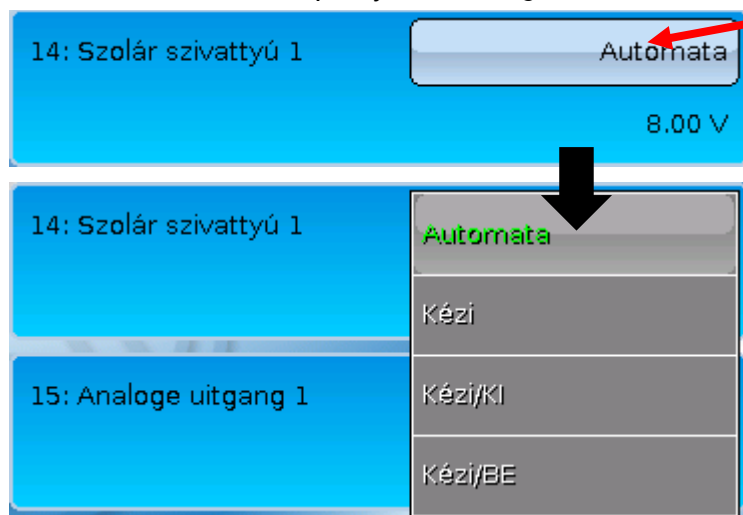 14: Szolár szivattyú 1
Automata
8.00 V
14: Szolár szivattyú 1
Automata
Kézi
15: Analoge uitgang 1
Kézi/KI
Kézi/BE